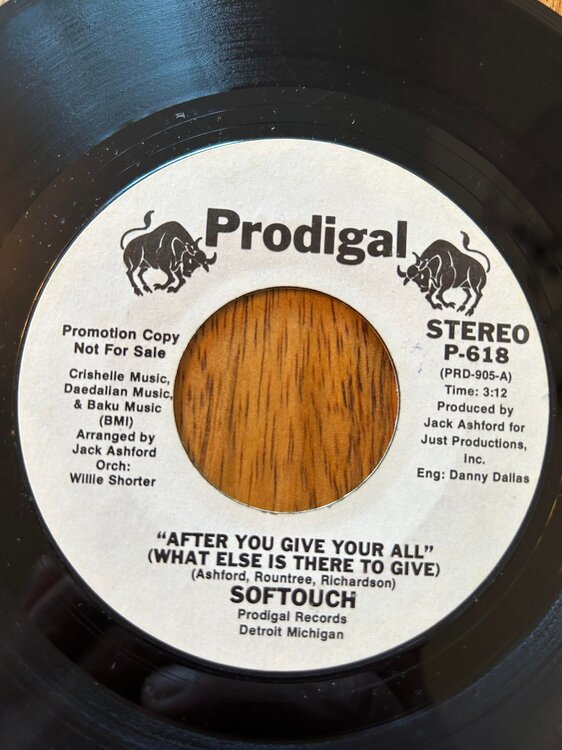 Prodigal
Promotion Copy
Not For Sale
Crishelle Music,
Daedalian Music,
& Baku Music
(BMI)
Arranged by
Jack Ashford
Orch:
Willie Shorter
STEREO
P-618
(PRD-905-A)
Time: 3:12
Produced by
Jack Ashford for
Just Productions,
Inc.
Eng: Danny Dallas
"AFTER YOU GIVE YOUR ALL"
(WHAT ELSE IS THERE TO GIVE)
(Ashford, Rountree, Richardson)
SOFTOUCH
Prodigal Records
Detroit Michigan